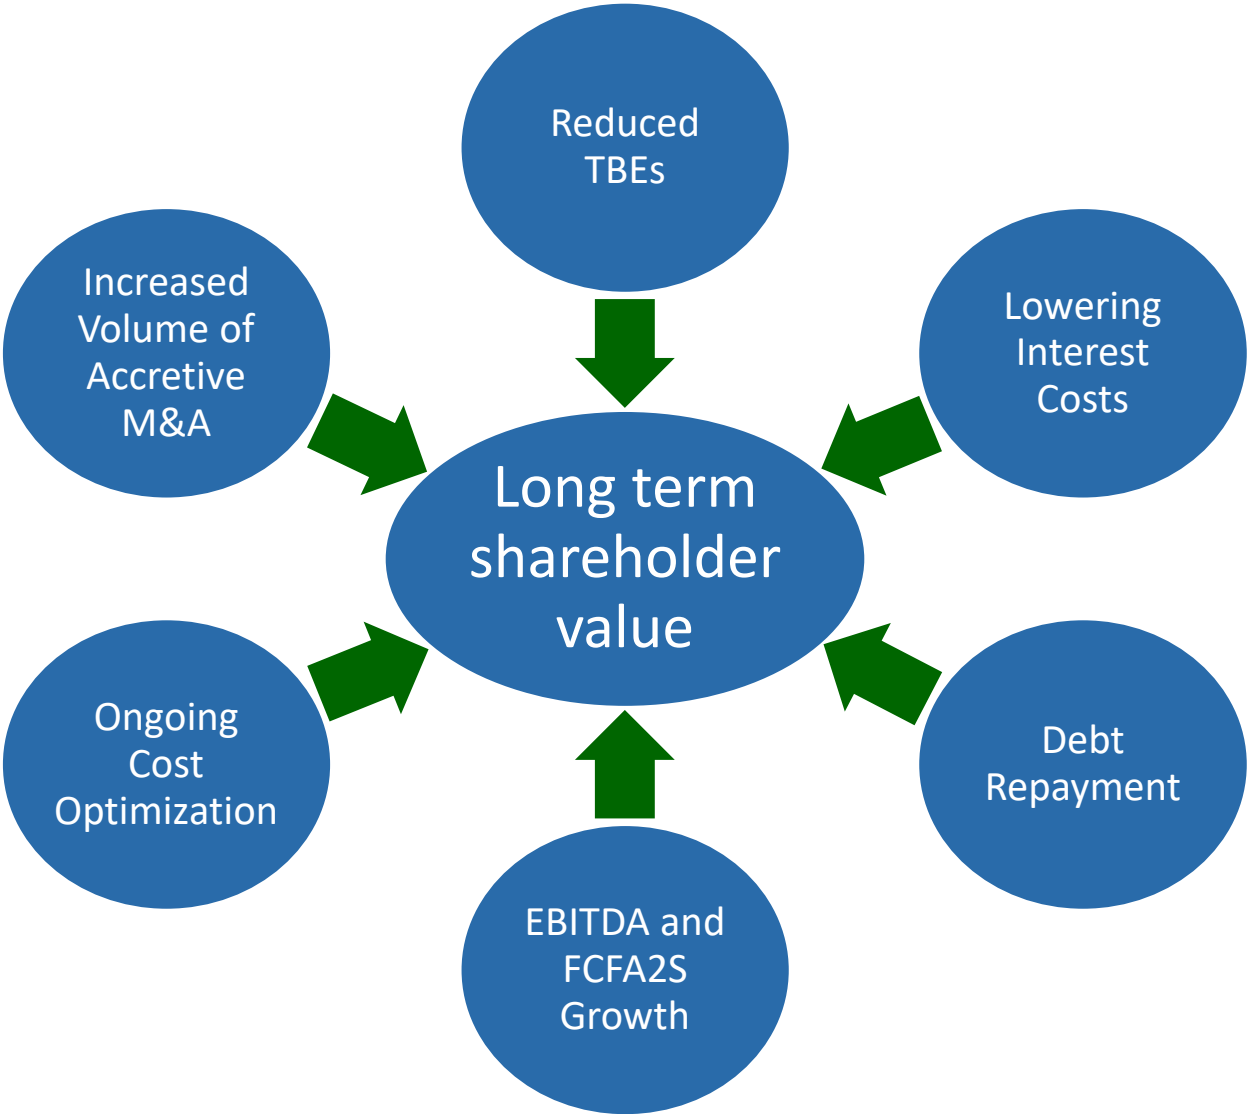 Reduced
TBEs
Increased
Volume of
Accretive
M&A
Lowering
Interest
Costs
Long term
shareholder
value
Ongoing
Cost
Optimization
Debt
Repayment
EBITDA and
FCFA2S
Growth